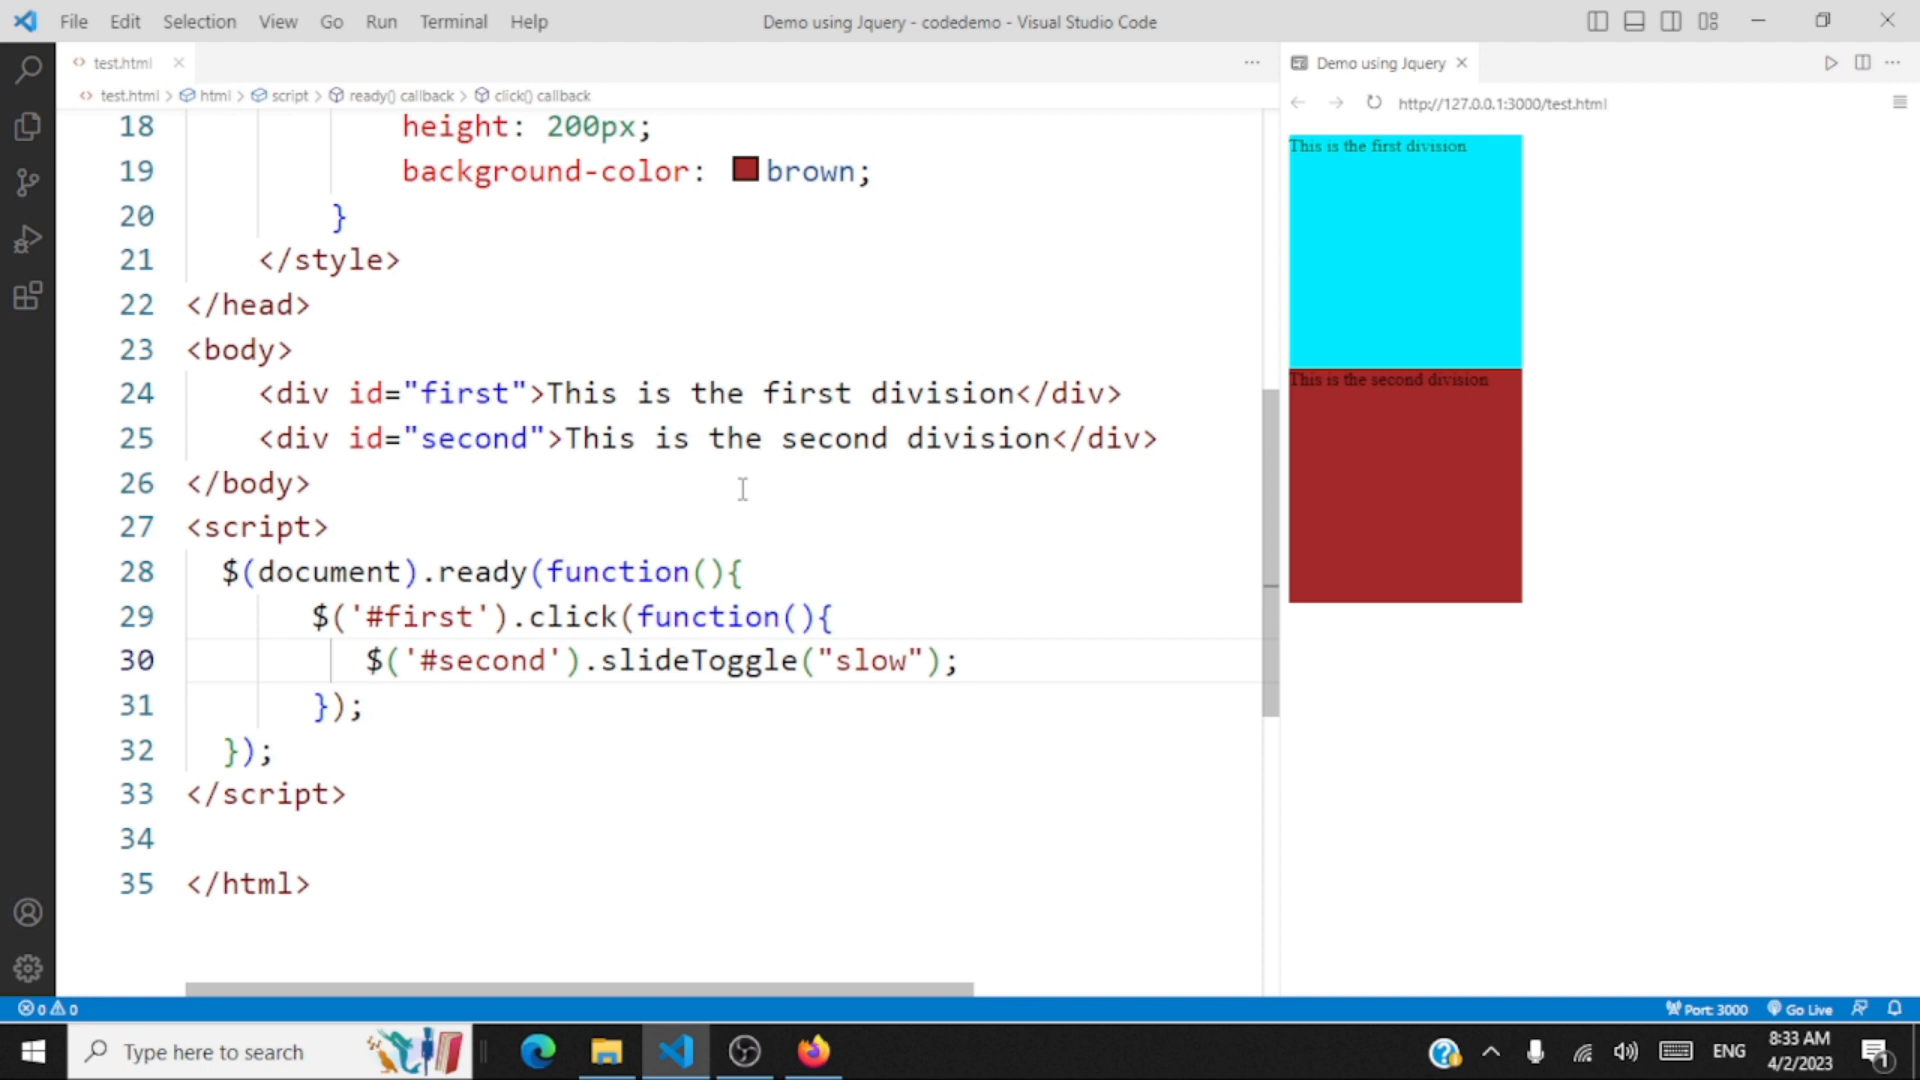 File Edit Selection View Go Run Terminal Help
Demo using Jquery - codedemo - Visual Studio Code
test.html
test.html > html > script > ready() callback > click() callback
18 height: 200px;
19 background-color: brown;
20 }
21 </style>
22 </head>
23 <body>
24 <div id="first">This is the first division</div>
25 <div id="second">This is the second division</div>
26 </body>
27 <script>
28 $(document).ready(function(){
29 $('#first').click(function(){
30 $('#second').slideToggle("slow");
31 });
32 });
33 </script>
34
35 </html>
Demo using Jquery
http://127.0.0.1:3000/test.html
This is the first division
This is the second division
0 0
Port: 3000 Go Live
Type here to search
ENG
8:33 AM
4/2/2023
1